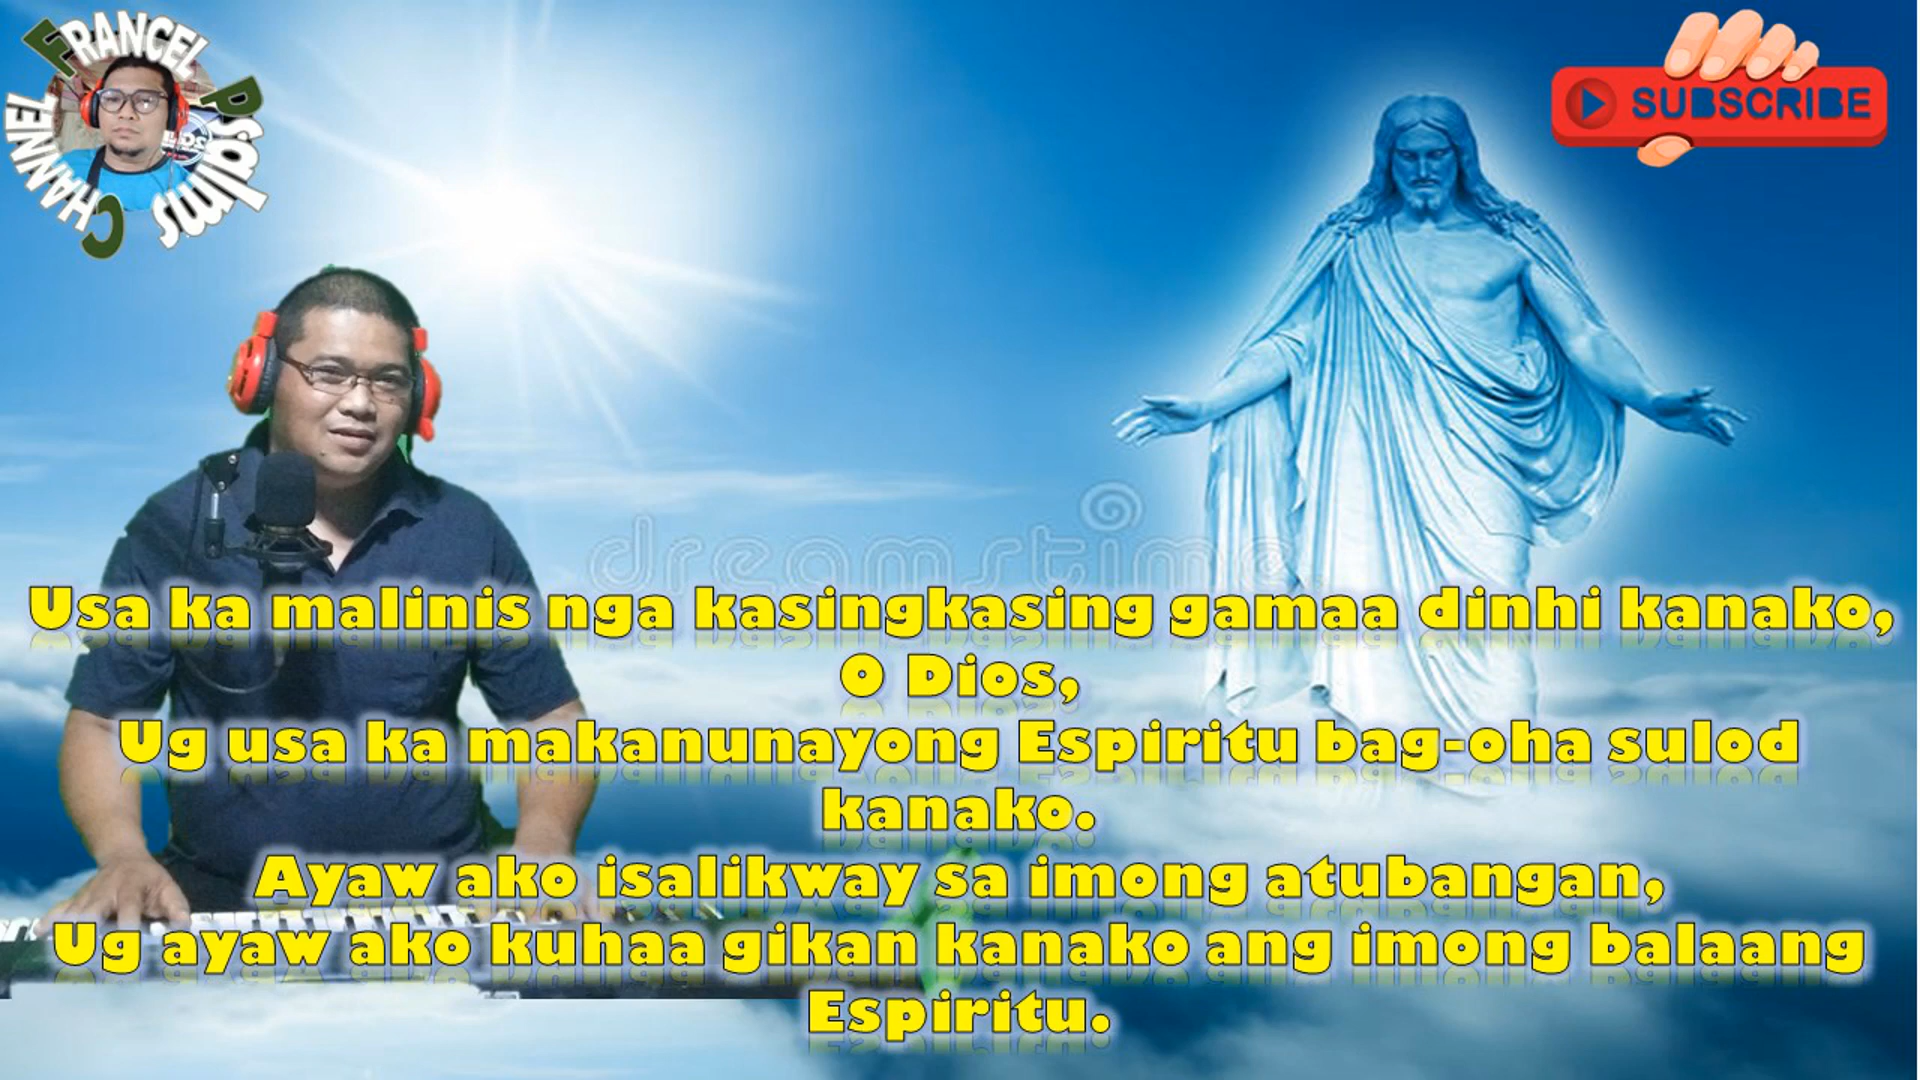 FRANCEL
Psalms
CHANNEL
SUBSCRIBE
dreamstime
Usa ka malinis nga kasingkasing gamaa dinhi kanako,
O Dios,
Ug usa ka makanunayong Espiritu bag-oha sulod
kanako.
Ayaw ako isalikway sa imong atubangan,
Ug ayaw ako kuhaa gikan kanako ang imong balaang
Espiritu.